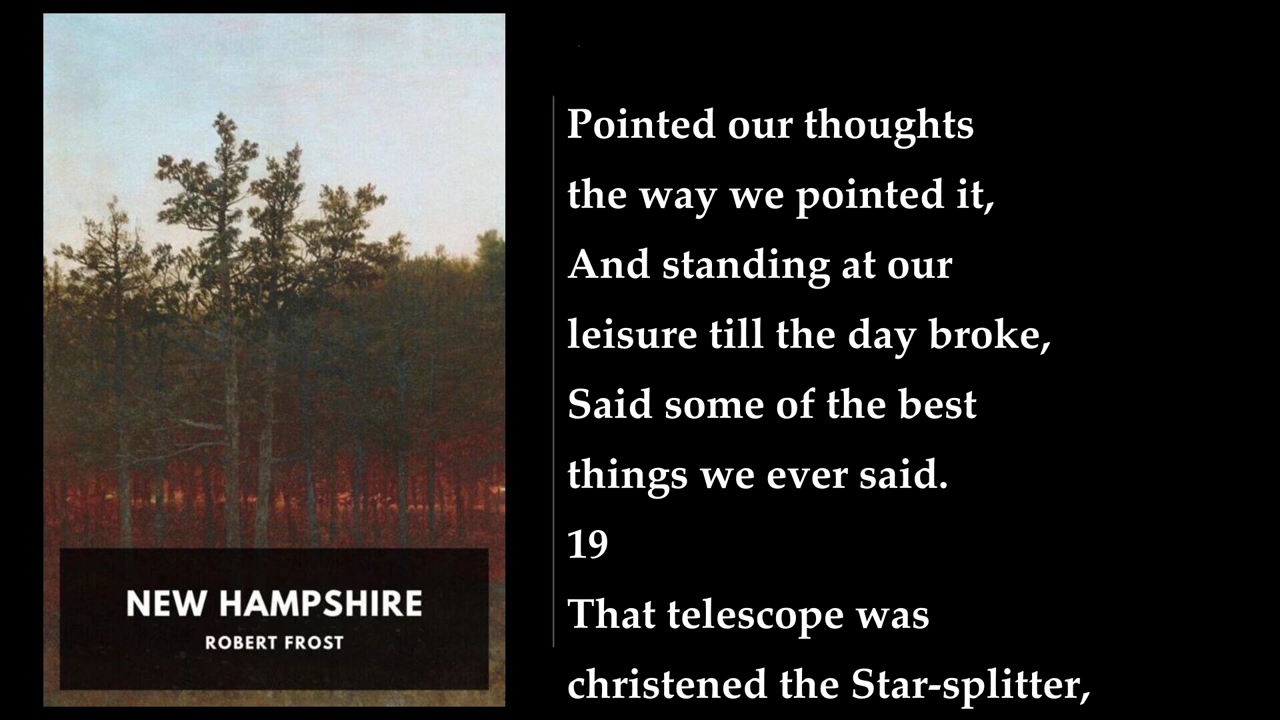 NEW HAMPSHIRE
ROBERT FROST
Pointed our thoughts
the way we pointed it,
And standing at our
leisure till the day broke,
Said some of the best
things we ever said.
19
That telescope was
christened the Star-splitter,